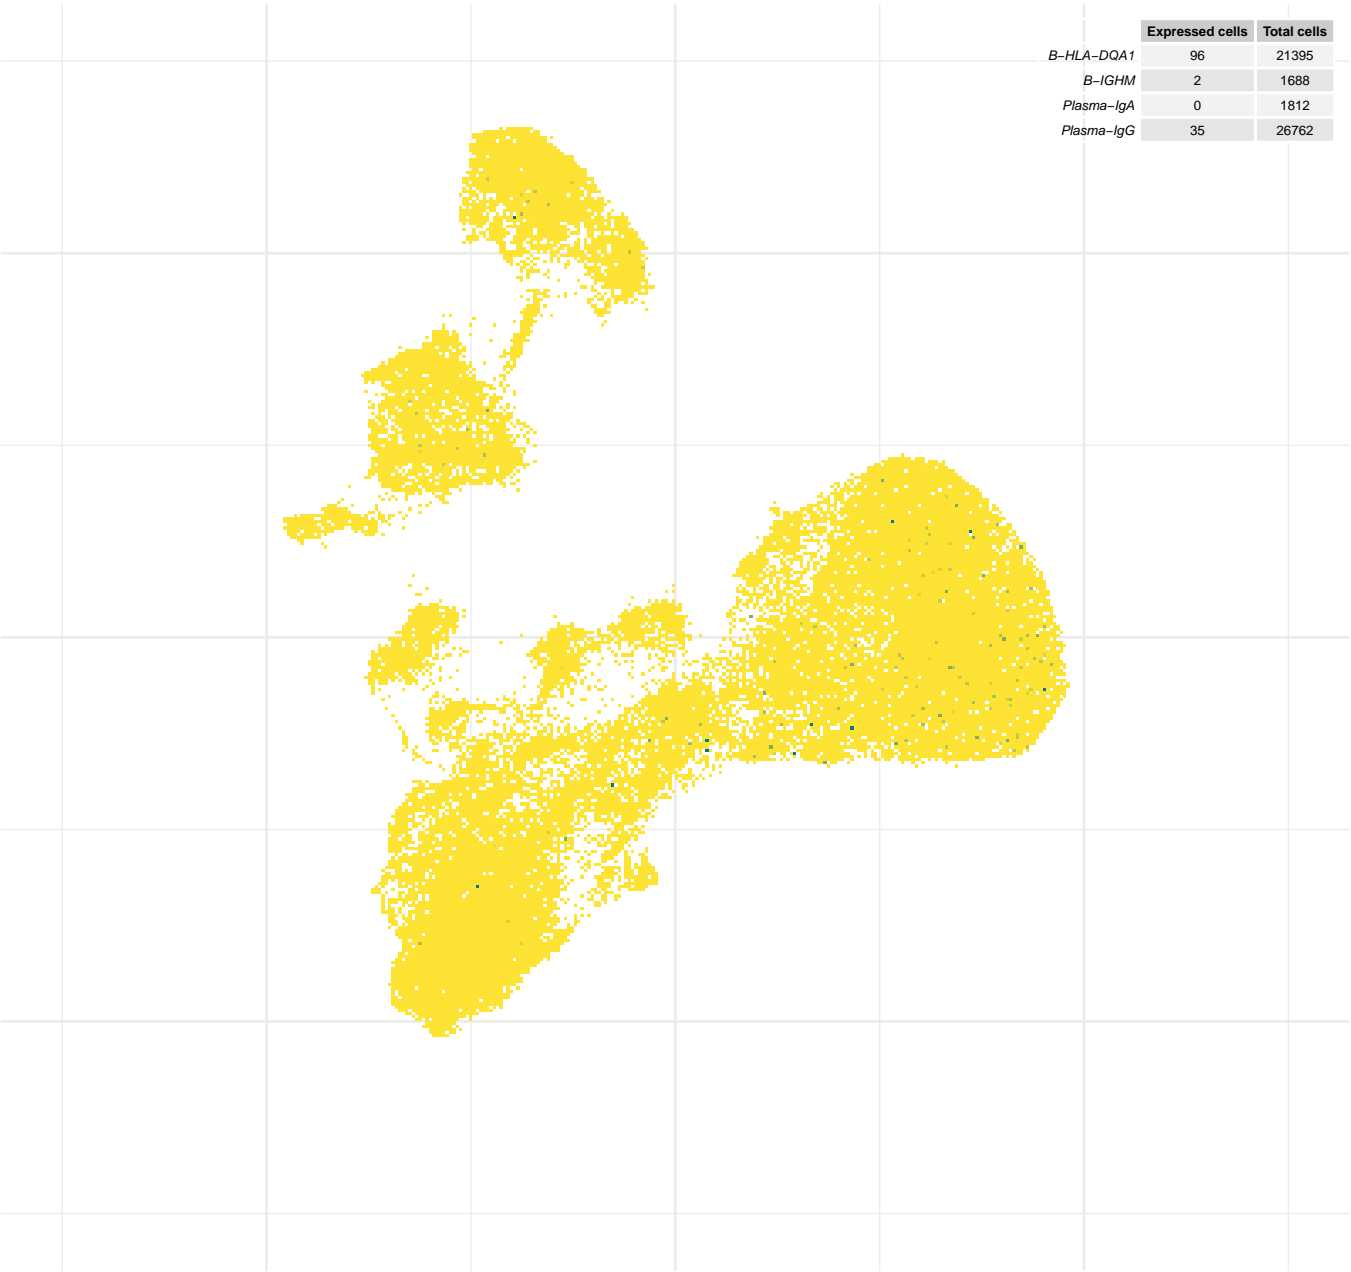 Expressed cells Total cells
B−HLA−DQA1 96 21395
B−IGHM 2 1688
Plasma−IgA 0 1812
Plasma−IgG 35 26762